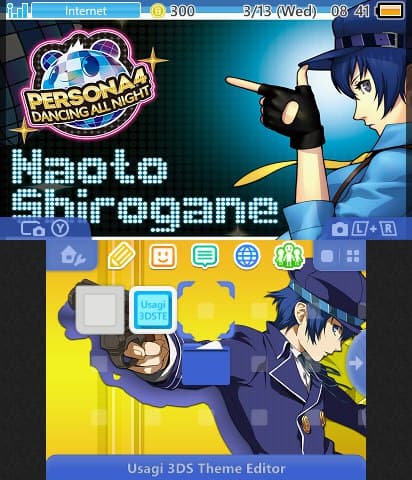 Internet
300
3/13 (Wed)
08 41
PERSONA4
DANCING ALL NIGHT
Naoto
Shirogane
Y
L+R
Usagi
3DSTE
Usagi 3DS Theme Editor